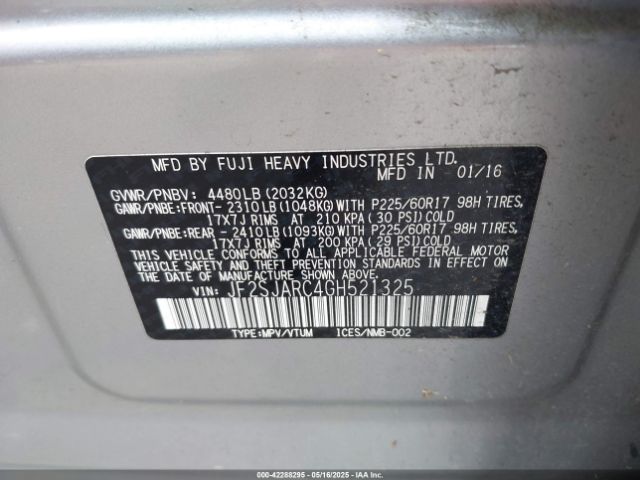 MFD BY FUJI HEAVY INDUSTRIES LTD.
MFD IN 01/16
GVWR/PNBV: 4480LB(2032KG)
GAWR/PNBE:FRONT-2310LB(1048KG)WITH P225/60R17 98H TIRES,
17X7J RIMS AT 210 KPA(30 PSI)COLD
GAWR/PNBE:REAR -2410LB(1093KG)WITH P225/60R17 98H TIRES,
17X7J RIMS AT 200 KPA(29 PSI)COLD
THIS VEHICLE CONFORMS TO ALL APPLICABLE FEDERAL MOTOR
VEHICLE SAFETY AND THEFT PREVENTION STANDARDS IN EFFECT
ON THE DATE OF MANUFACTURE SHOWN ABOVE.
VIN: JF2SJARC4GH521325
TYPE:MPV/VTUM ICES/NMB-002
000-42288295 - 05/16/2025 - IAAI.COM